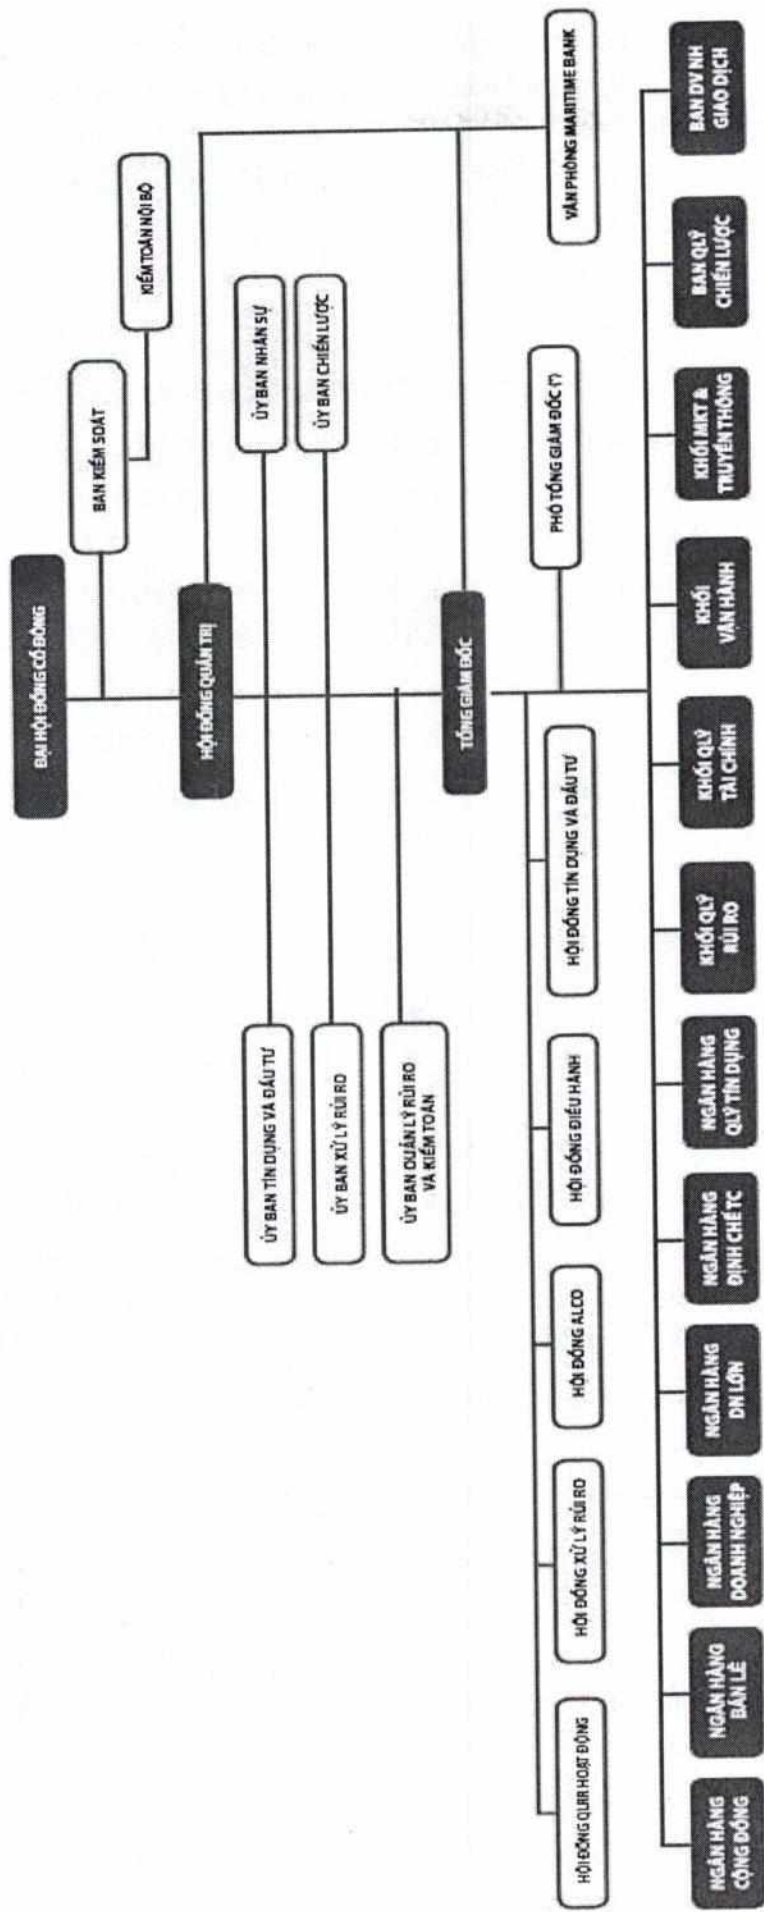 ĐẠI HỘI ĐỒNG CỔ ĐÔNG
BAN KIỂM SOÁT
KIỂM TOÁN NỘI BỘ
HỘI ĐỒNG QUẢN TRỊ
ỦY BAN TÍN DỤNG VÀ ĐẦU TƯ
ỦY BAN NHÂN SỰ
ỦY BAN XỬ LÝ RỦI RO
ỦY BAN CHIẾN LƯỢC
ỦY BAN QUẢN LÝ RỦI RO
VÀ KIỂM TOÁN
TỔNG GIÁM ĐỐC
HỘI ĐỒNG QLRR HOẠT ĐỘNG
HỘI ĐỒNG XỬ LÝ RỦI RO
HỘI ĐỒNG ALCO
HỘI ĐỒNG ĐIỀU HÀNH
HỘI ĐỒNG TÍN DỤNG VÀ ĐẦU TƯ
PHÓ TỔNG GIÁM ĐỐC (*)
VĂN PHÒNG MARITIME BANK
NGÂN HÀNG
CỘNG ĐỒNG
NGÂN HÀNG
BÁN LẺ
NGÂN HÀNG
DOANH NGHIỆP
NGÂN HÀNG
DN LỚN
NGÂN HÀNG
ĐỊNH CHẾ TC
NGÂN HÀNG
QLÝ TÍN DỤNG
KHỐI QLÝ
RỦI RO
KHỐI QLÝ
TÀI CHÍNH
KHỐI
VẬN HÀNH
KHỐI MKT &
TRUYỀN THÔNG
BAN QLÝ
CHIẾN LƯỢC
BAN DV NH
GIAO DỊCH